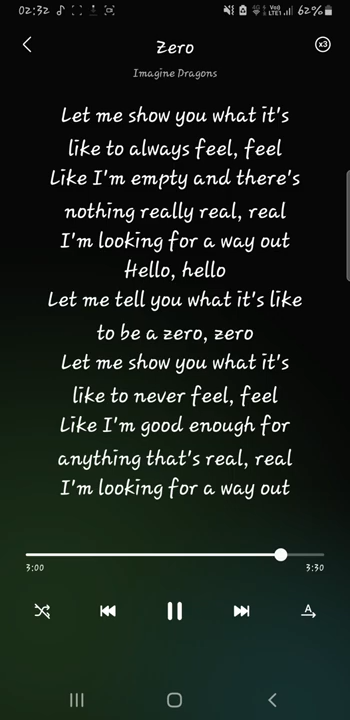 02:32
VoD
LTE1
62%
x3
Zero
Imagine Dragons
Let me show you what it's
like to always feel, feel
Like I'm empty and there's
nothing really real, real
I'm looking for a way out
Hello, hello
Let me tell you what it's like
to be a zero, zero
Let me show you what it's
like to never feel, feel
Like I'm good enough for
anything that's real, real
I'm looking for a way out
3:00
3:30
A